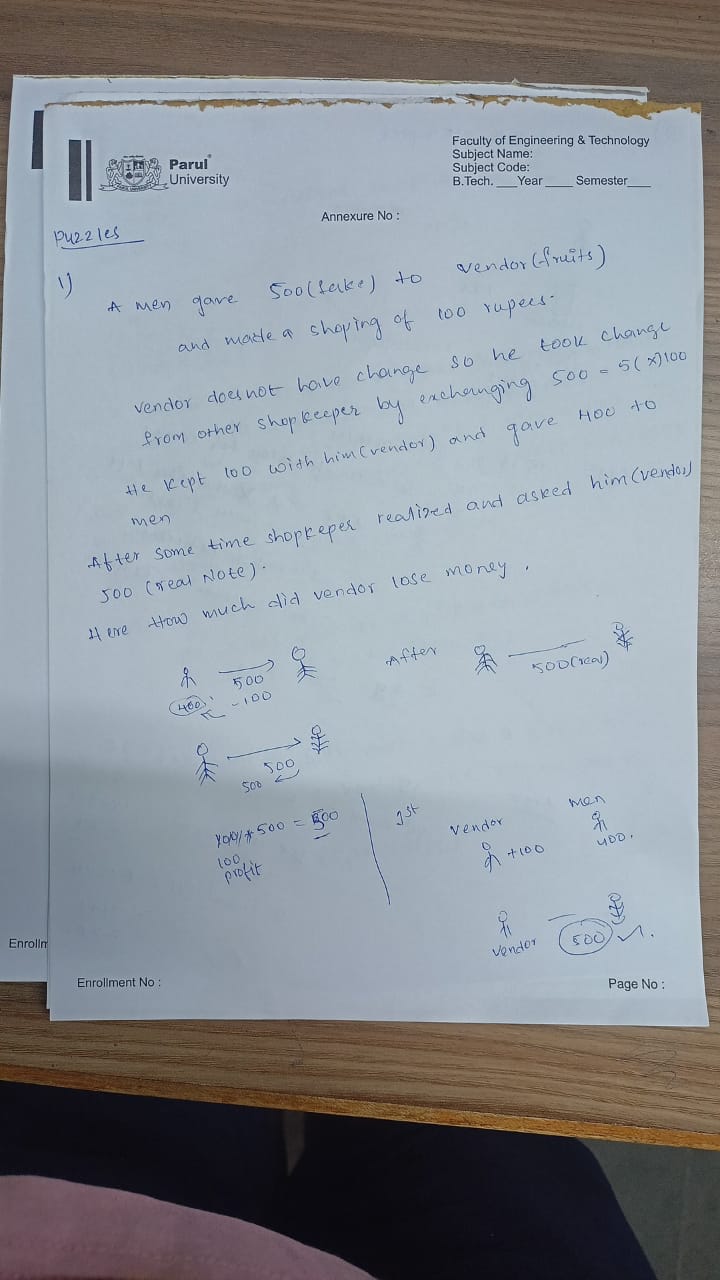 Parul
University
Faculty of Engineering & Technology
Subject Name:
Subject Code:
B.Tech. ___Year ____ Semester____
Annexure No :
Puzzles
1)
A men gave 500(fake) to vendor(fruits)
and made a shoping of 100 rupees.
vendor does not have change so he took change
from other shopkeeper by exchanging 500 = 5(x)100
He kept 100 with him(vendor) and gave 400 to
men
After some time shopkeper realized and asked him(vendor)
500 (real Note).
Here How much did vendor lose money.
500
400
-100
After
500(real)
500
500
500 = 500
100
profit
1st
vendor
+100
men
400.
vendor
500
Enrollm
Enrollment No :
Page No :